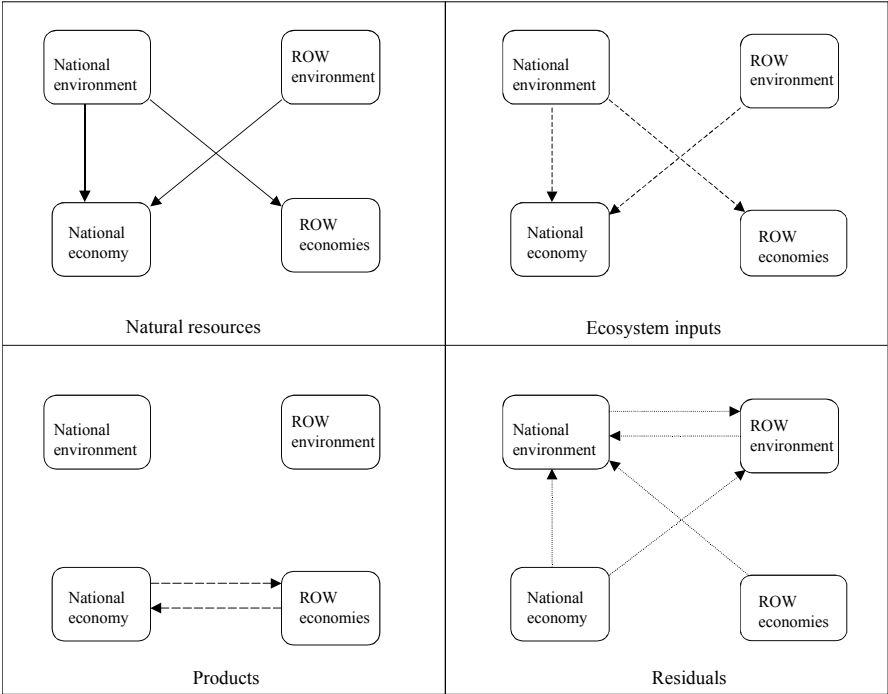 National
environment
ROW
environment
National
economy
ROW
economies
Natural resources
National
environment
ROW
environment
National
economy
ROW
economies
Ecosystem inputs
National
environment
ROW
environment
National
economy
ROW
economies
Products
National
environment
ROW
environment
National
economy
ROW
economies
Residuals